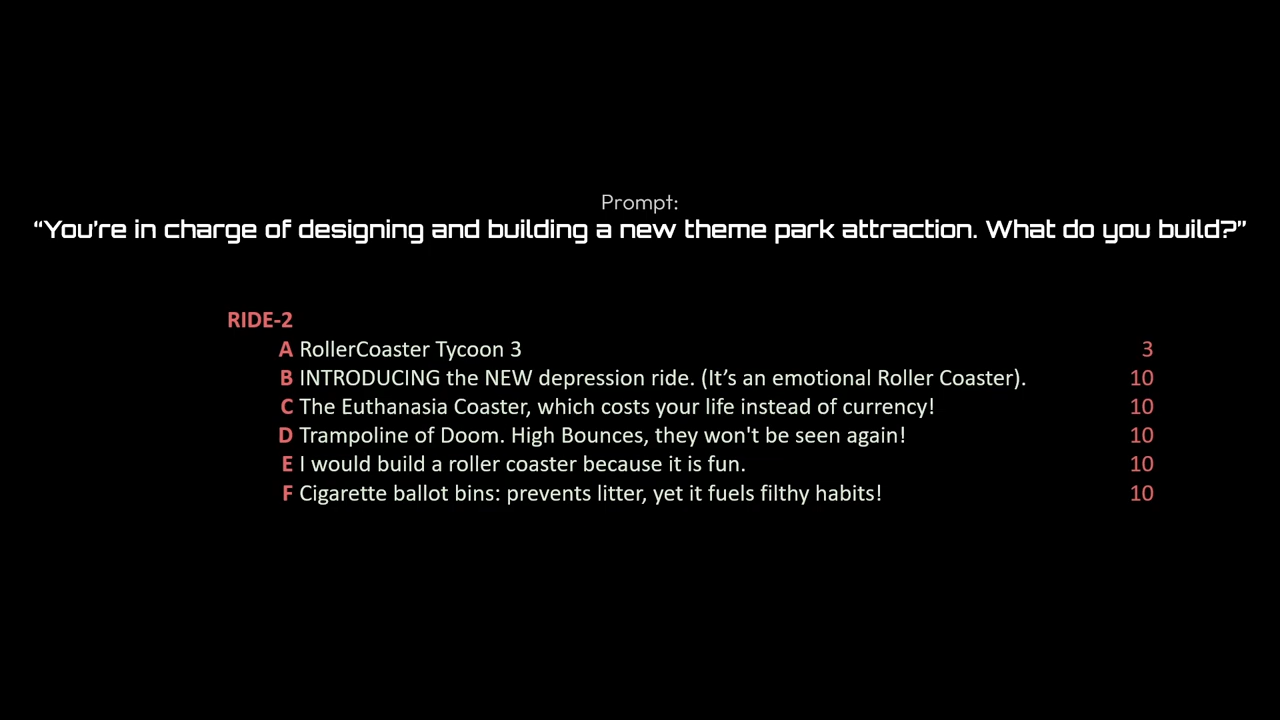 Prompt:
“You’re in charge of designing and building a new theme park attraction. What do you build?”
RIDE-2
A RollerCoaster Tycoon 3 3
B INTRODUCING the NEW depression ride. (It’s an emotional Roller Coaster). 10
C The Euthanasia Coaster, which costs your life instead of currency! 10
D Trampoline of Doom. High Bounces, they won't be seen again! 10
E I would build a roller coaster because it is fun. 10
F Cigarette ballot bins: prevents litter, yet it fuels filthy habits! 10